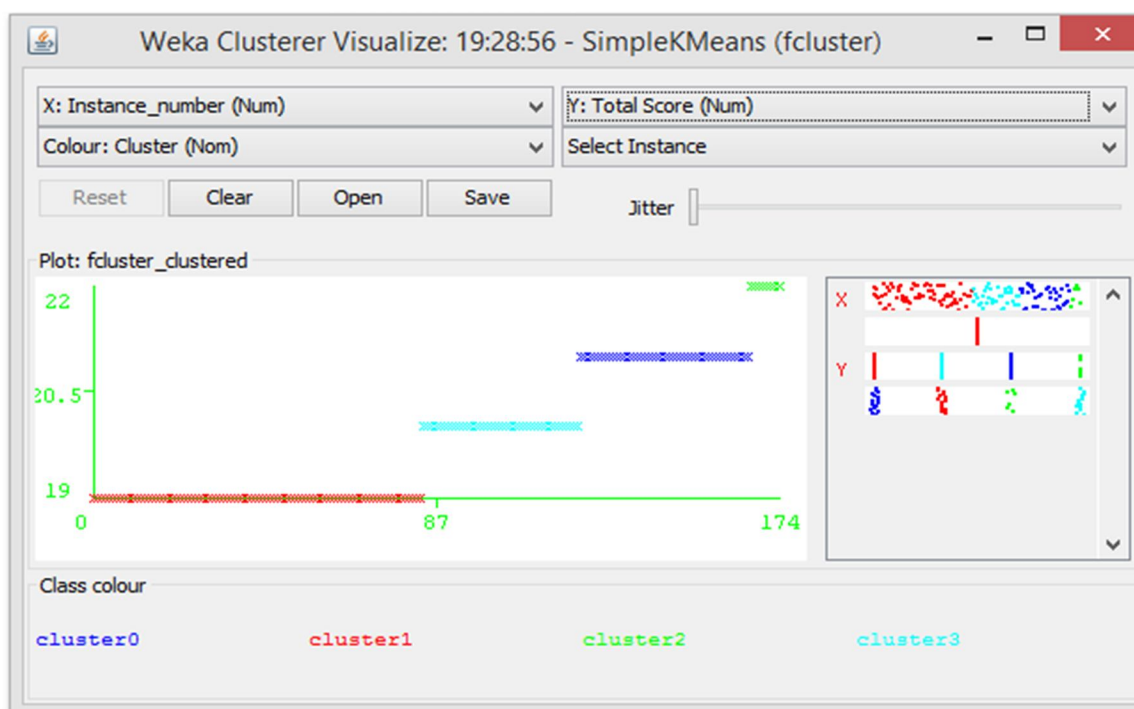 Weka Clusterer Visualize: 19:28:56 - SimpleKMeans (fcluster)
X: Instance_number (Num) Y: Total Score (Num)
Colour: Cluster (Nom) Select Instance
Reset Clear Open Save Jitter
Plot: fcluster_clustered
22
20.5
19
0 87 174
X
Y
Class colour
cluster0 cluster1 cluster2 cluster3